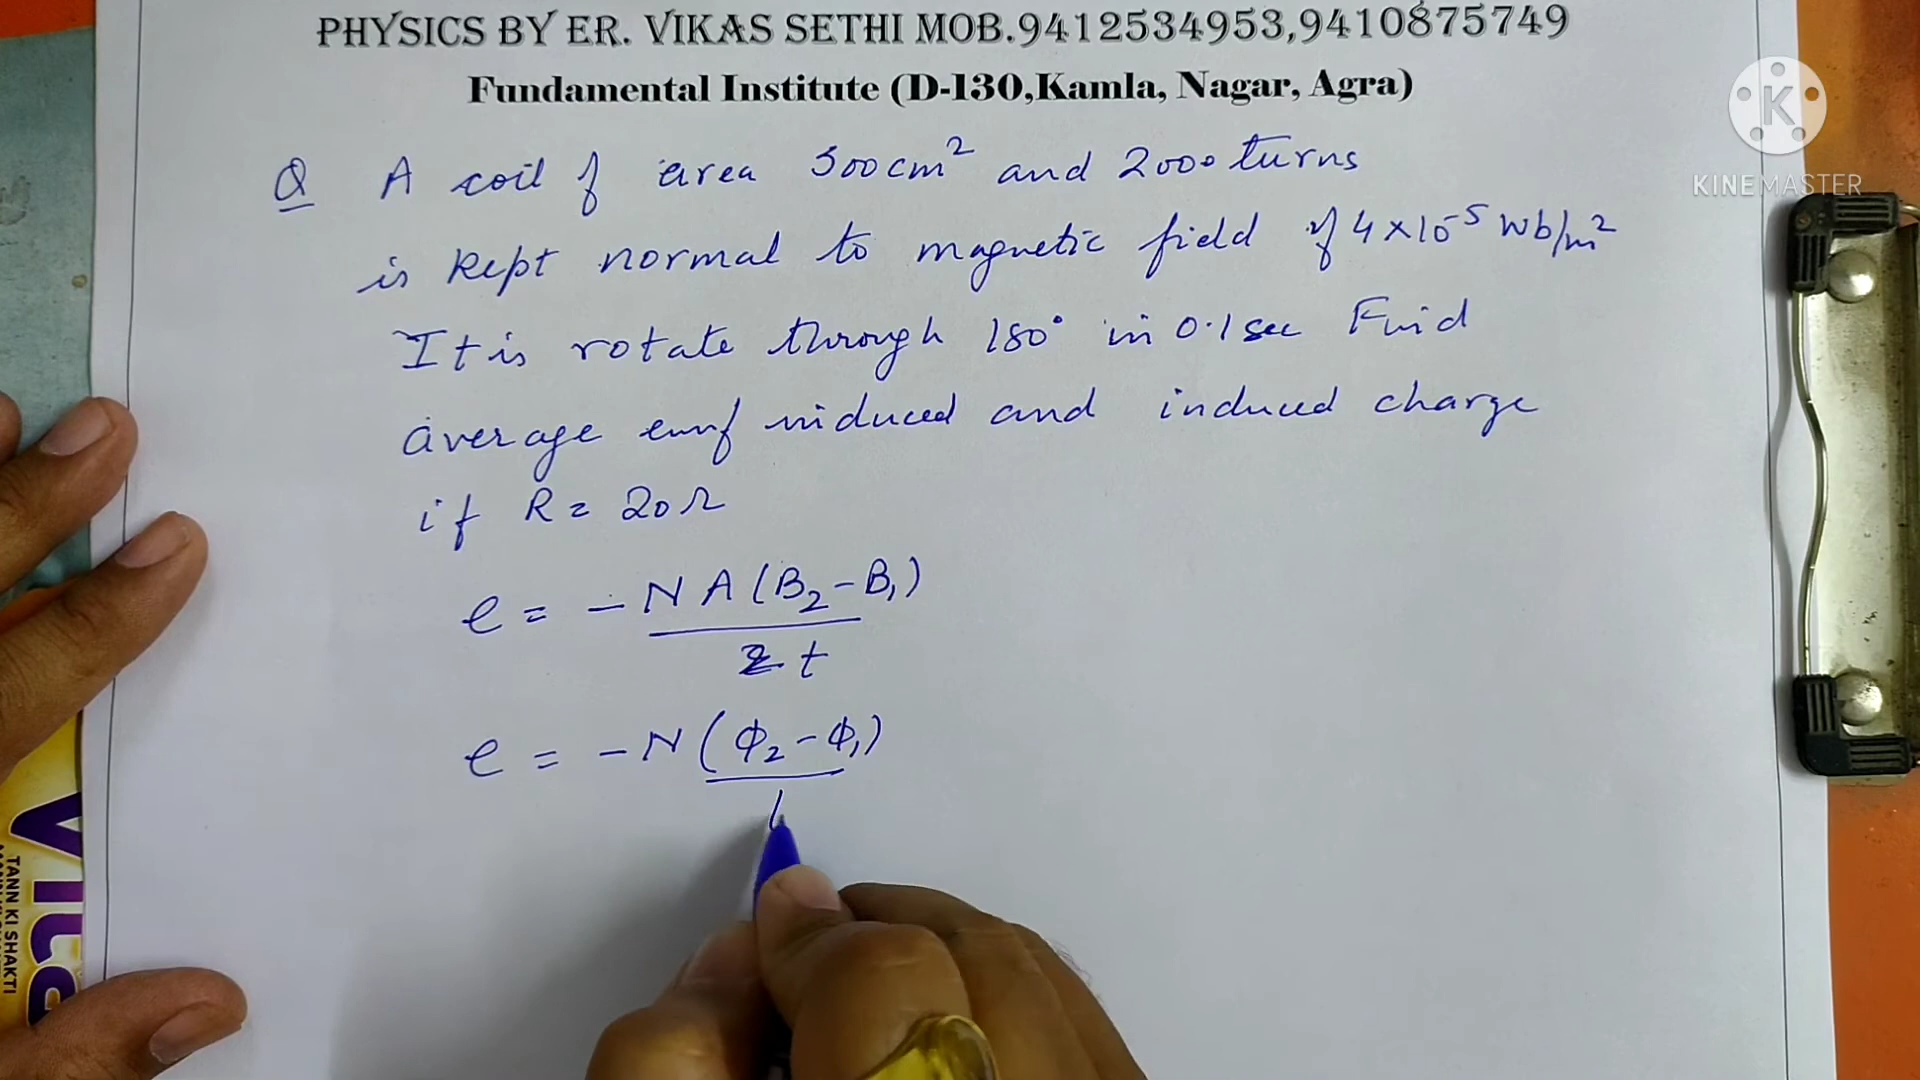 PHYSICS BY ER. VIKAS SETHI MOB.9412534953,9410875749
Fundamental Institute (D-130,Kamla, Nagar, Agra)
KINEMASTER
Q A coil of area 500cm² and 2000 turns
is kept normal to magnetic field of 4×10⁻⁵ Wb/m²
It is rotate through 180° in 0.1 sec Find
average emf induced and induced charge
if R = 20Ω
e = -NA(B₂-B₁)
t
e = -N(ϕ₂-ϕ₁)
Vita
TANN KI SHAKTI